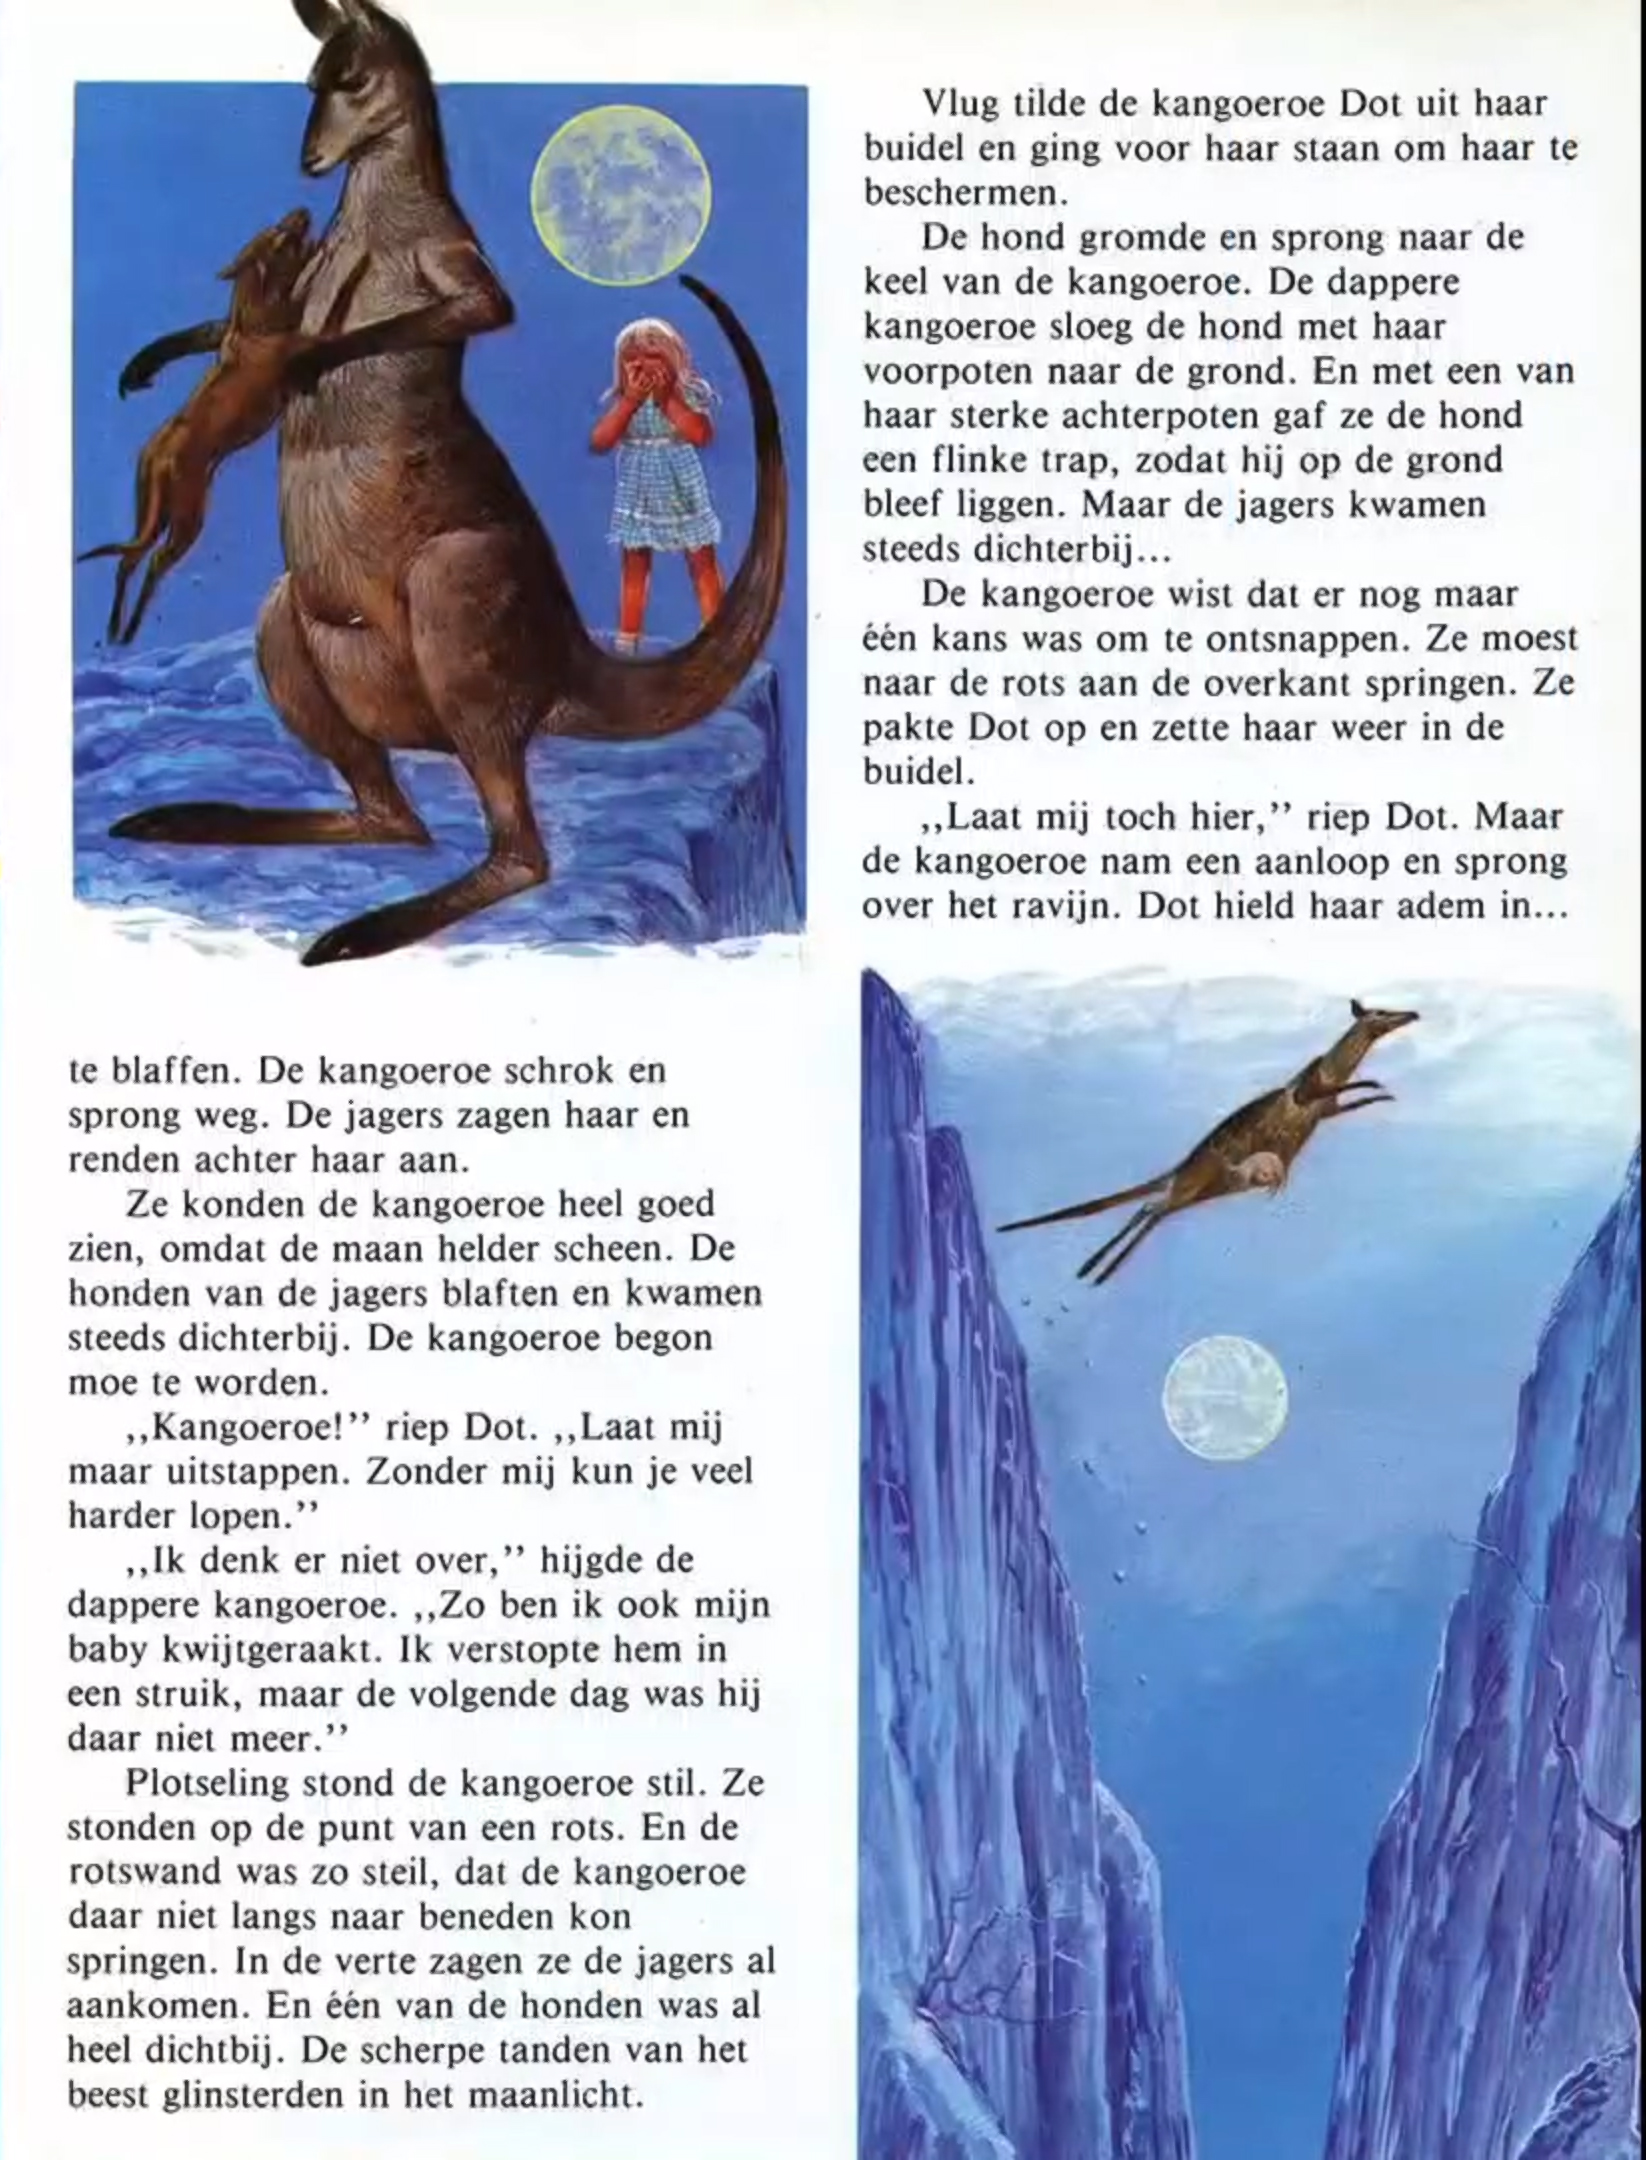 te blaffen. De kangoeroe schrok en
sprong weg. De jagers zagen haar en
renden achter haar aan.
Ze konden de kangoeroe heel goed
zien, omdat de maan helder scheen. De
honden van de jagers blaften en kwamen
steeds dichterbij. De kangoeroe begon
moe te worden.
,,Kangoeroe!’’ riep Dot. ,,Laat mij
maar uitstappen. Zonder mij kun je veel
harder lopen.’’
,,Ik denk er niet over,’’ hijgde de
dappere kangoeroe. ,,Zo ben ik ook mijn
baby kwijtgeraakt. Ik verstopte hem in
een struik, maar de volgende dag was hij
daar niet meer.’’
Plotseling stond de kangoeroe stil. Ze
stonden op de punt van een rots. En de
rotswand was zo steil, dat de kangoeroe
daar niet langs naar beneden kon
springen. In de verte zagen ze de jagers al
aankomen. En één van de honden was al
heel dichtbij. De scherpe tanden van het
beest glinsterden in het maanlicht.
Vlug tilde de kangoeroe Dot uit haar
buidel en ging voor haar staan om haar te
beschermen.
De hond gromde en sprong naar de
keel van de kangoeroe. De dappere
kangoeroe sloeg de hond met haar
voorpoten naar de grond. En met een van
haar sterke achterpoten gaf ze de hond
een flinke trap, zodat hij op de grond
bleef liggen. Maar de jagers kwamen
steeds dichterbij...
De kangoeroe wist dat er nog maar
één kans was om te ontsnappen. Ze moest
naar de rots aan de overkant springen. Ze
pakte Dot op en zette haar weer in de
buidel.
,,Laat mij toch hier,’’ riep Dot. Maar
de kangoeroe nam een aanloop en sprong
over het ravijn. Dot hield haar adem in...